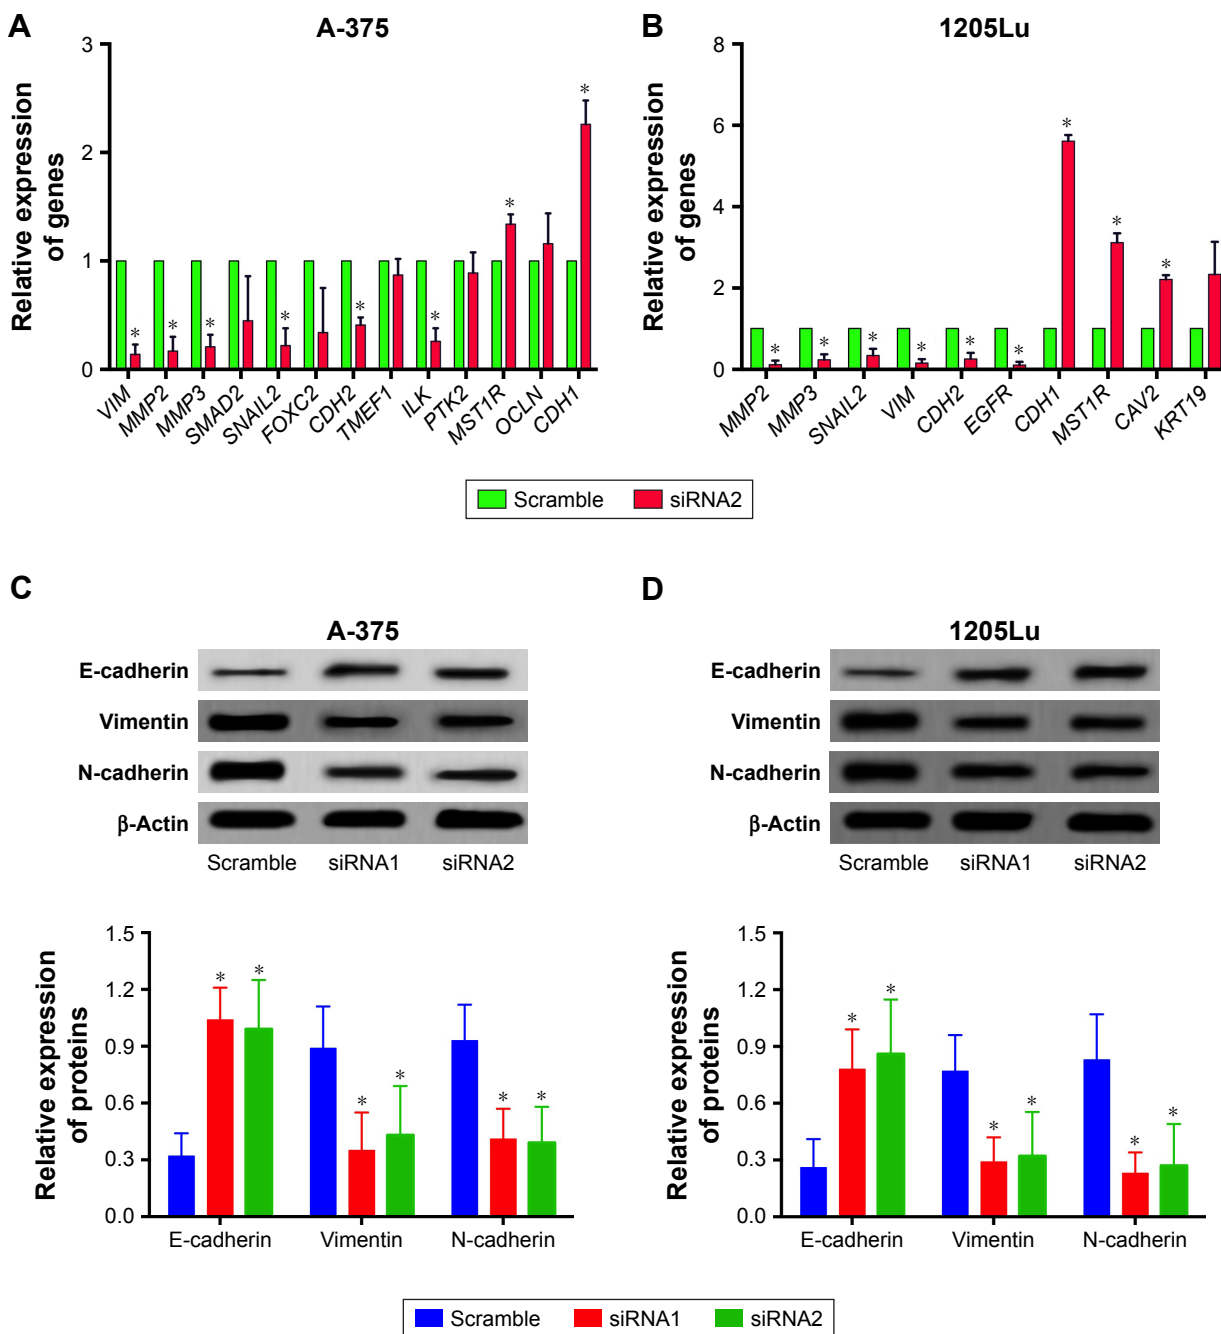 A
A-375
Relative expression
of genes
3
2
1
0
*
*
*
*
*
*
*
*
VIM
MMP2
MMP3
SMAD2
SNAIL2
FOXC2
CDH2
TMEF1
ILK
PTK2
MST1R
OCLN
CDH1
B
1205Lu
Relative expression
of genes
8
6
4
2
0
*
*
*
*
*
*
*
*
*
MMP2
MMP3
SNAIL2
VIM
CDH2
EGFR
CDH1
MST1R
CAV2
KRT19
Scramble siRNA2
C
A-375
E-cadherin
Vimentin
N-cadherin
β-Actin
Scramble siRNA1 siRNA2
Relative expression
of proteins
1.5
1.2
0.9
0.6
0.3
0.0
*
*
*
*
*
*
E-cadherin Vimentin N-cadherin
D
1205Lu
E-cadherin
Vimentin
N-cadherin
β-Actin
Scramble siRNA1 siRNA2
Relative expression
of proteins
1.5
1.2
0.9
0.6
0.3
0.0
*
*
*
*
*
*
E-cadherin Vimentin N-cadherin
Scramble siRNA1 siRNA2